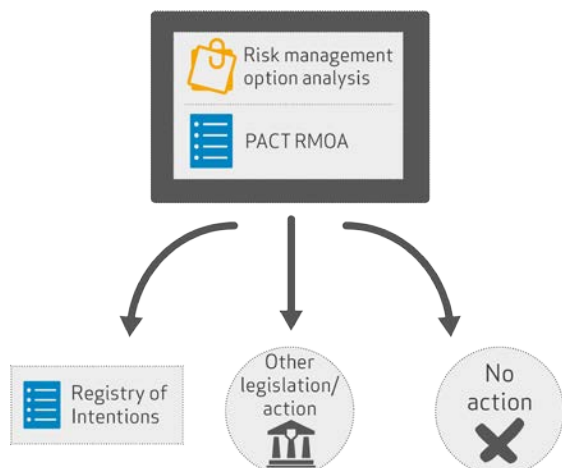 Risk management
option analysis
PACT RMOA
Registry of
Intentions
Other
legislation/
action
No
action